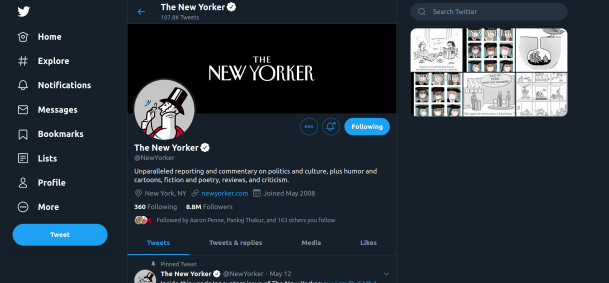 Home
Explore
Notifications
Messages
Bookmarks
Lists
Profile
More
Tweet
The New Yorker
107.8K Tweets
THE
NEW YORKER
Following
The New Yorker
@NewYorker
Unparalleled reporting and commentary on politics and culture, plus humor and
cartoons, fiction and poetry, reviews, and criticism.
New York, NY newyorker.com Joined May 2008
360 Following 8.8M Followers
Followed by Aaron Penne, Pankaj Thakur, and 163 others you follow
Tweets Tweets & replies Media Likes
Pinned Tweet
The New Yorker @NewYorker · May 12
Search Twitter